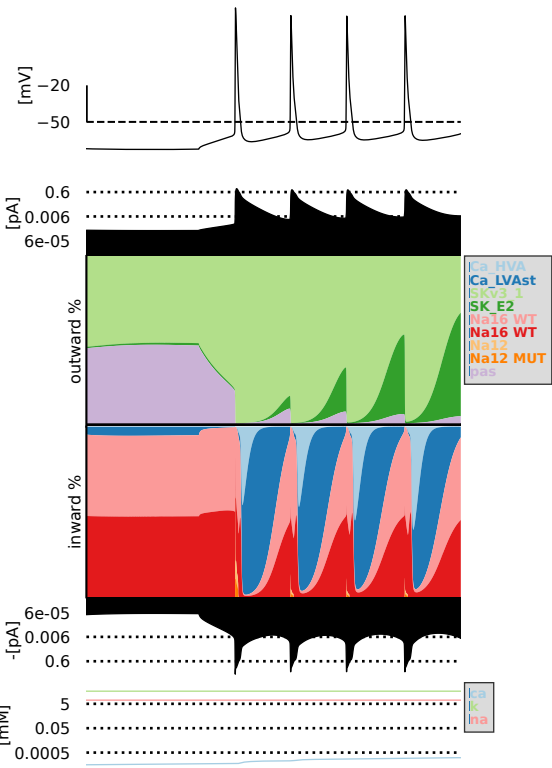 [mV]
−20
−50
[pA]
0.6
0.006
6e-05
outward %
Ca_HVA
Ca_LVAst
SKv3_1
SK_E2
Na16 WT
Na16 WT
Na12
Na12 MUT
pas
inward %
-[pA]
6e-05
0.006
0.6
[mM]
5
0.05
0.0005
ca
k
na